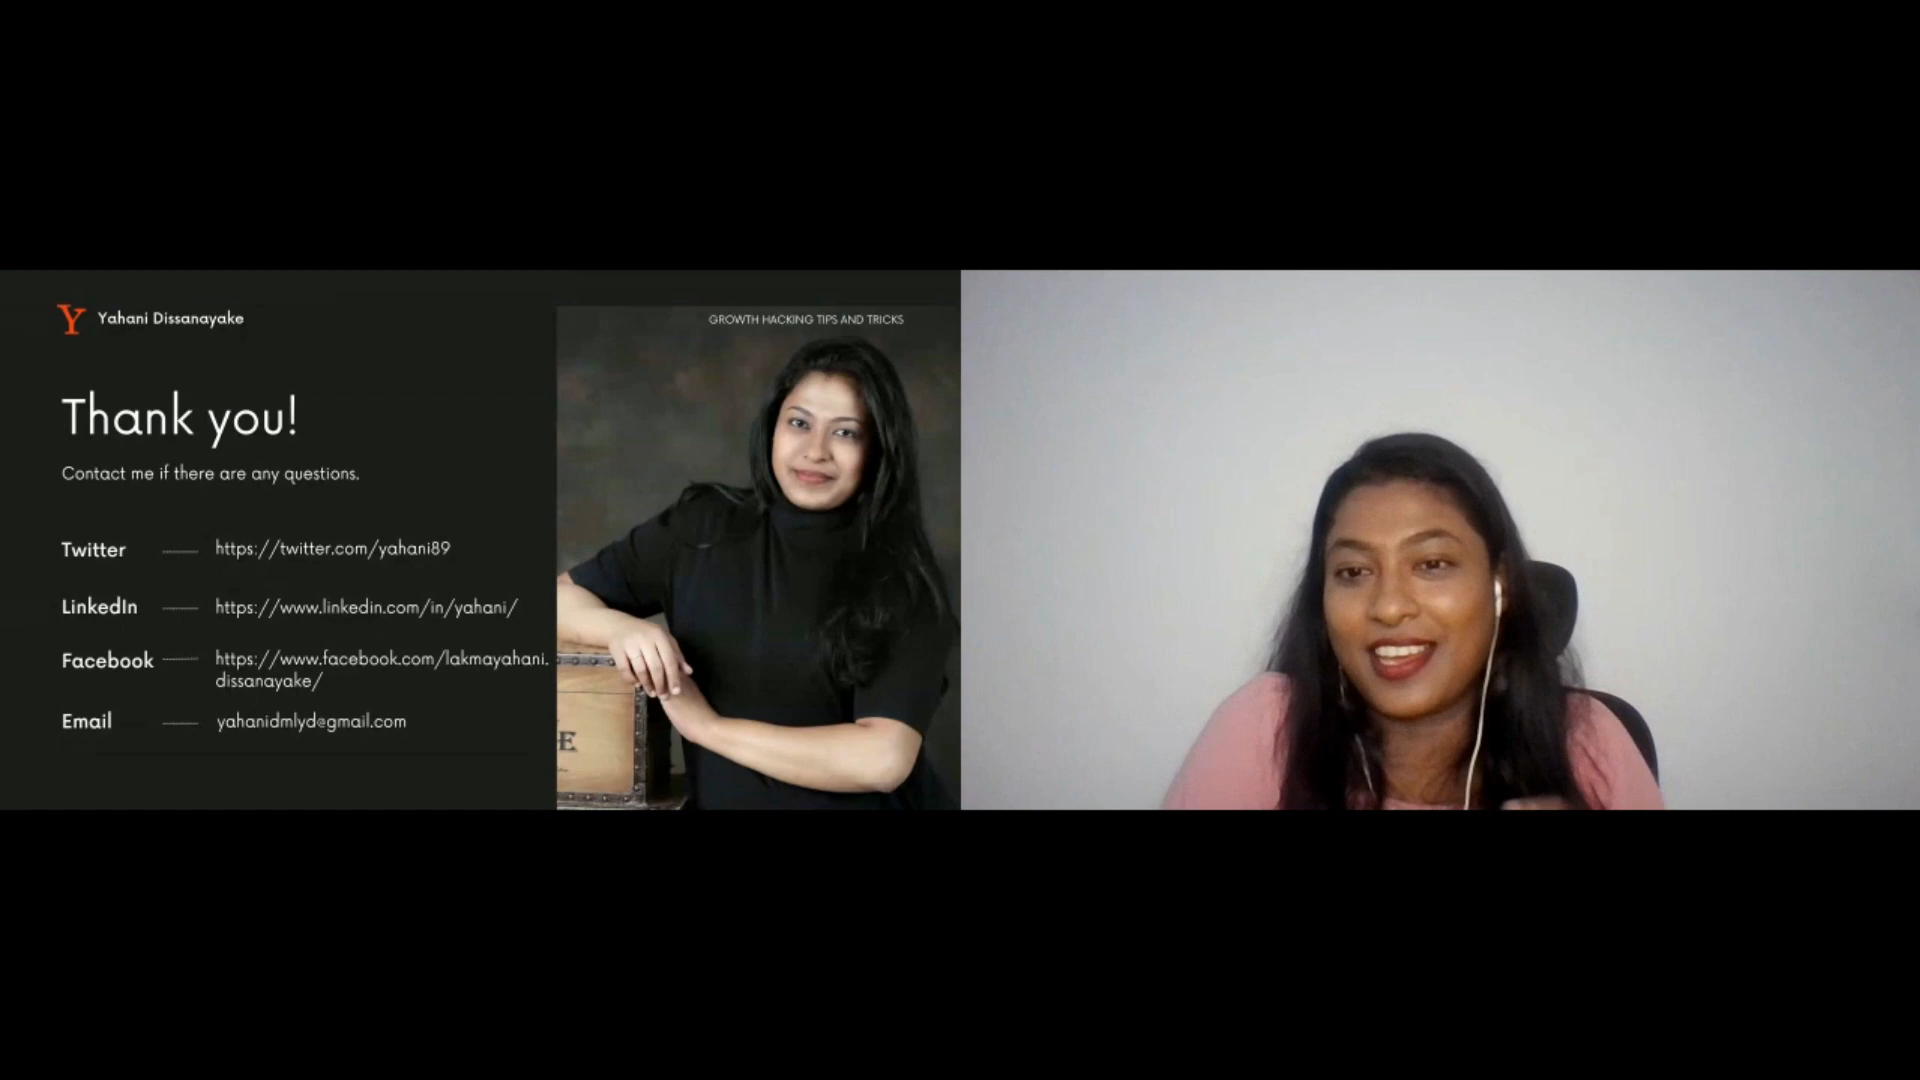 Y Yahani Dissanayake
GROWTH HACKING TIPS AND TRICKS
Thank you!
Contact me if there are any questions.
Twitter https://twitter.com/yahani89
LinkedIn https://www.linkedin.com/in/yahani/
Facebook https://www.facebook.com/lakmayahani.
dissanayake/
Email yahanidmlyd@gmail.com
E